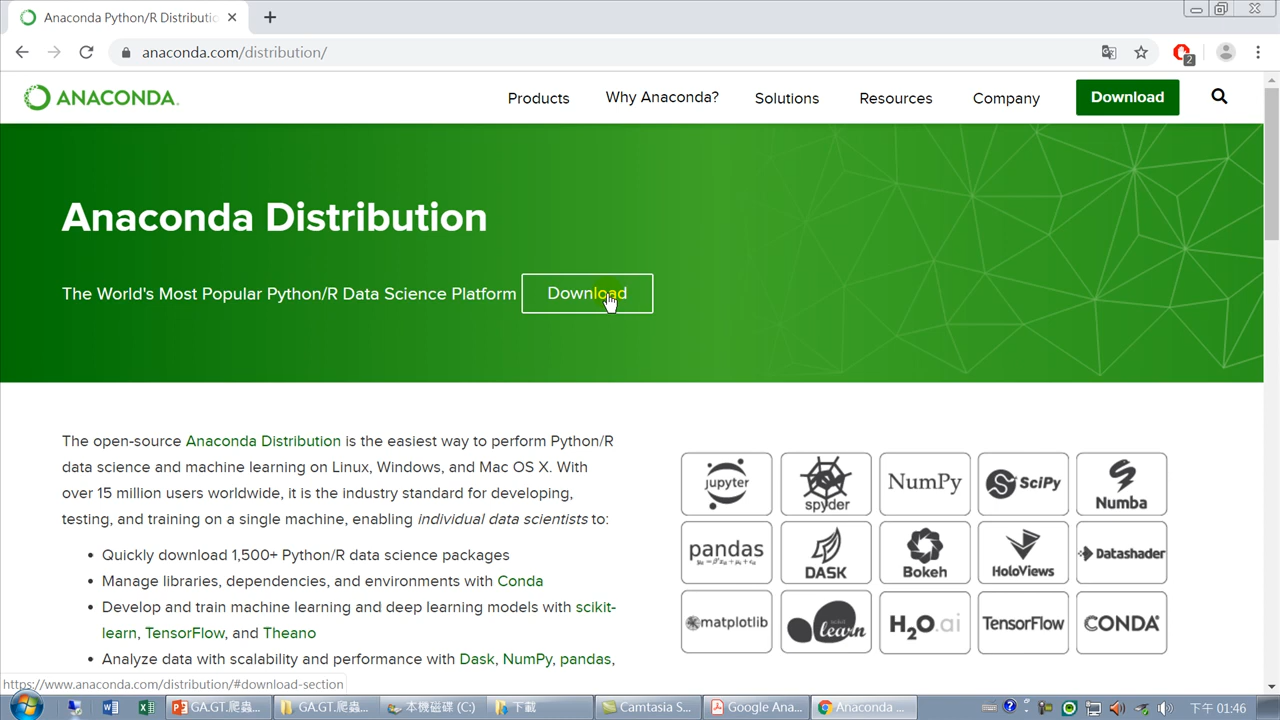 Anaconda Python/R Distributio
anaconda.com/distribution/
2
ANACONDA.
Products
Why Anaconda?
Solutions
Resources
Company
Download
Anaconda Distribution
The World's Most Popular Python/R Data Science Platform
Download
The open-source Anaconda Distribution is the easiest way to perform Python/R
data science and machine learning on Linux, Windows, and Mac OS X. With
over 15 million users worldwide, it is the industry standard for developing,
testing, and training on a single machine, enabling individual data scientists to:
• Quickly download 1,500+ Python/R data science packages
• Manage libraries, dependencies, and environments with Conda
• Develop and train machine learning and deep learning models with scikit-
learn, TensorFlow, and Theano
• Analyze data with scalability and performance with Dask, NumPy, pandas,
jupyter
spyder
NumPy
SciPy
Numba
pandas
DASK
Bokeh
HoloViews
Datashader
matplotlib
scikit
learn
H2O.ai
TensorFlow
CONDA
https://www.anaconda.com/distribution/#download-section
GA.GT.爬蟲...
GA.GT.爬蟲...
本機磁碟 (C:)
下載
Camtasia S...
Google Ana...
Anaconda ...
下午 01:46